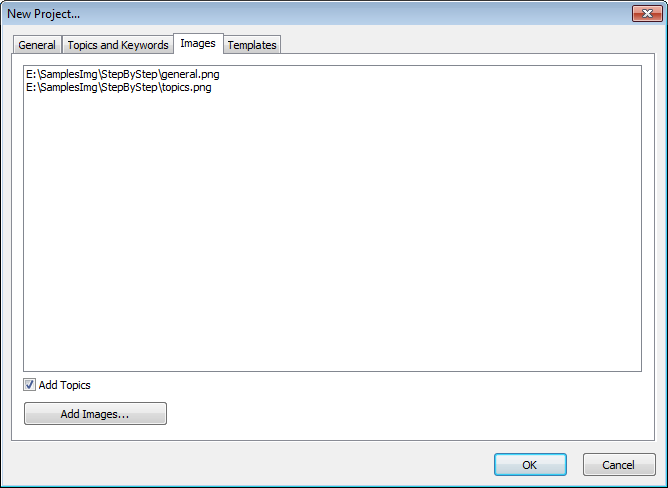 New Project...
General Topics and Keywords Images Templates
E:\SamplesImg\StepByStep\general.png
E:\SamplesImg\StepByStep\topics.png
Add Topics
Add Images...
OK Cancel